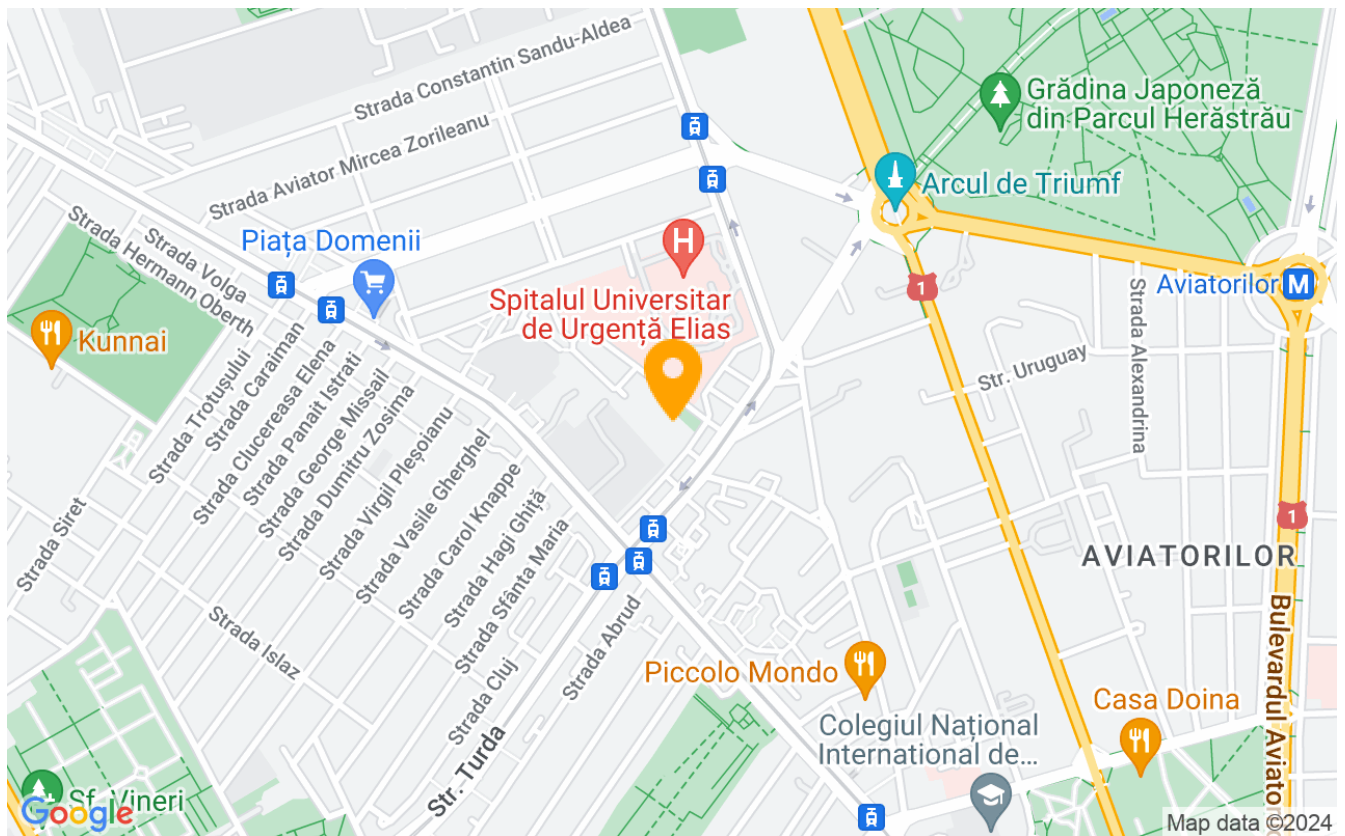 Strada Constantin Sandu-Aldea
Strada Aviator Mircea Zorileanu
Grădina Japoneză
din Parcul Herăstrău
Arcul de Triumf
H
Piața Domenii
Strada Volga
Strada Hermann Oberth
Spitalul Universitar
de Urgență Elias
1
Aviatorilor
M
Kunnai
Strada Trotușului
Strada Caraiman
Strada Clucereasa Elena
Strada Panait Istrati
Strada George Missail
Strada Dumitru Zosima
Strada Virgil Pleșoianu
Strada Vasile Gherghel
Strada Carol Knappe
Strada Hagi Ghiță
Strada Sfânta Maria
Str. Uruguay
Strada Alexandrina
Strada Siret
1
AVIATORILOR
Strada Islaz
Strada Cluj
Strada Abrud
Str. Turda
Piccolo Mondo
Casa Doina
Bulevardul Aviator
Colegiul Național
International de...
Sf. Vineri
Google
Map data ©2024